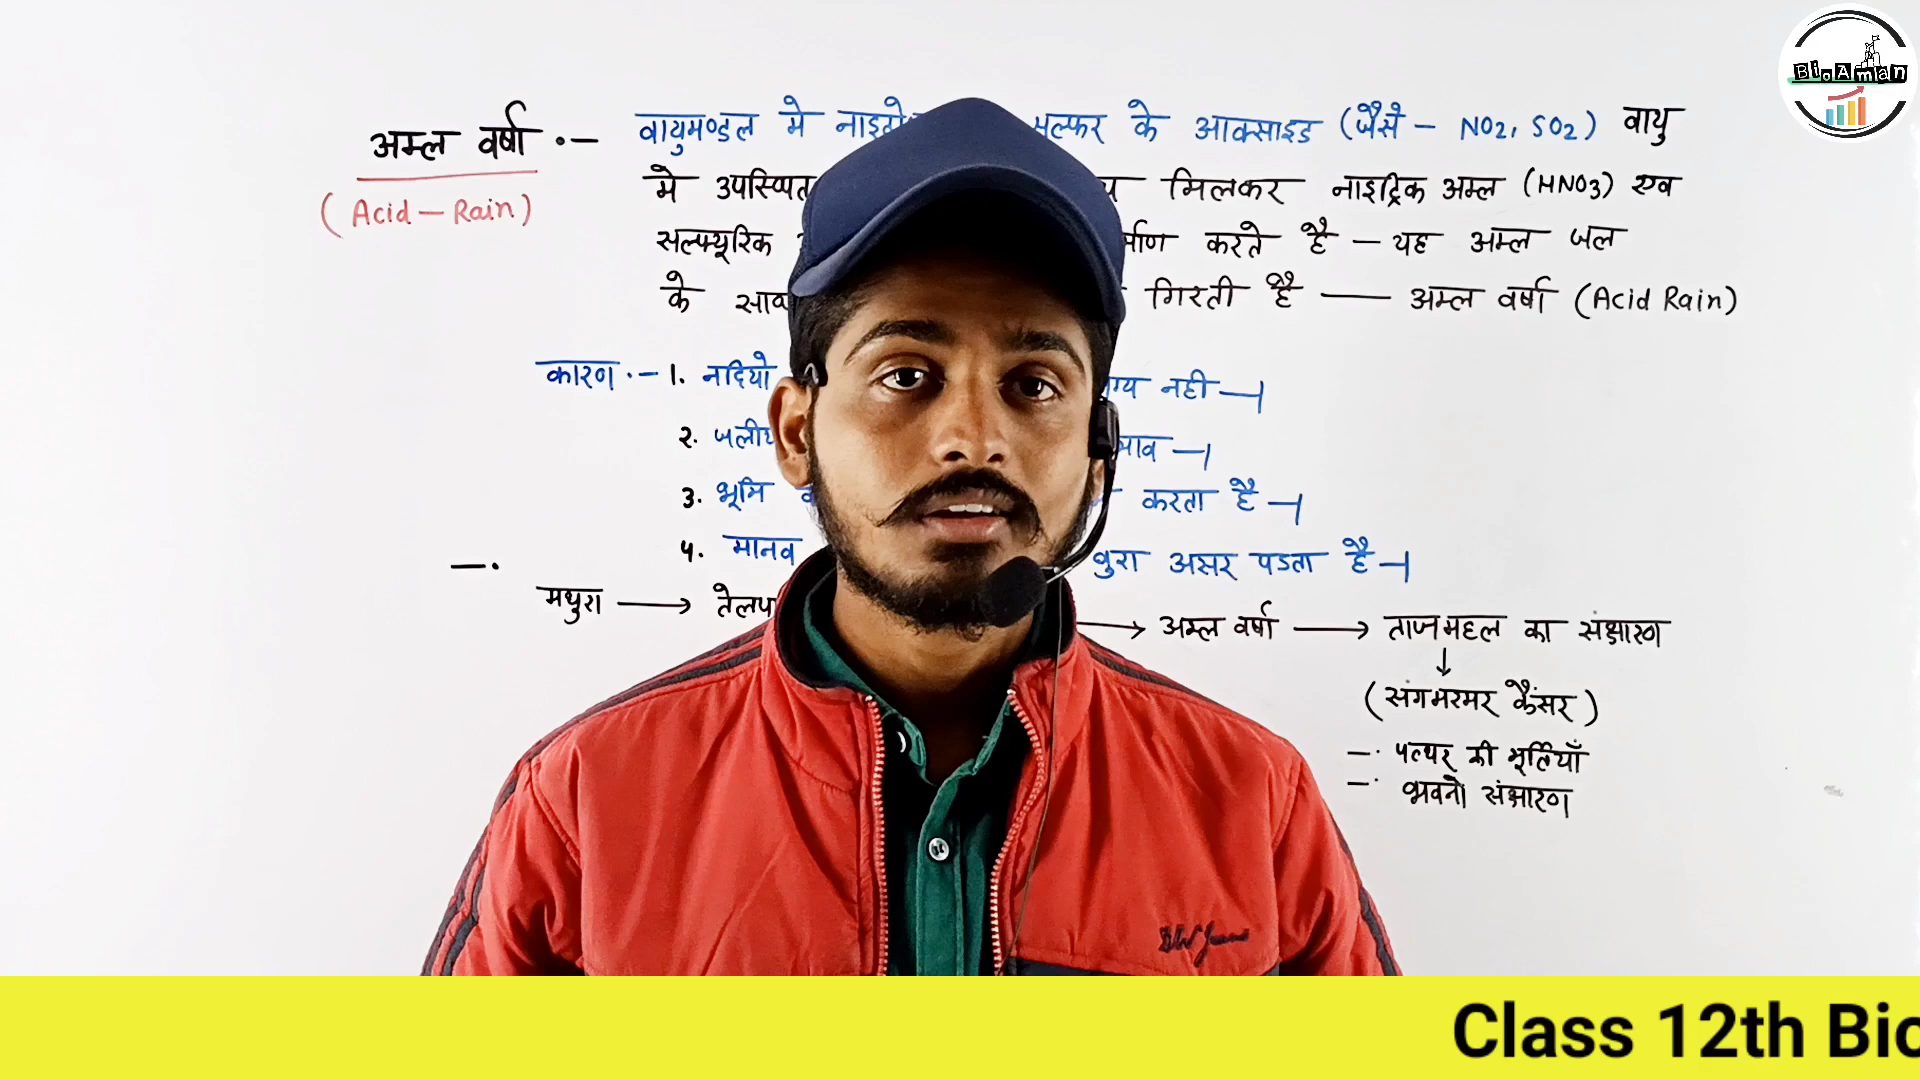 BioAman
अम्ल वर्षा :- वायुमण्डल मे सल्फर के आक्साइड (जैसे - NO2, SO2) वायु
(Acid-Rain)
मे उपस्थित मिलकर नाइट्रिक अम्ल (HNO3) एव
सल्फ्यूरिक करते है - यह अम्ल जल
के साथ गिरती है — अम्ल वर्षा (Acid Rain)
कारण :- 1. नदियो नही -|
2. -|
3. भूमि करता है -|
4. मानव बुरा असर पडता है -|
-.
मथुरा → → अम्ल वर्षा → ताजमहल का संक्षारण
↓
(संगमरमर कैंसर)
-. पत्थर की मूर्तियाँ
-. भवनो संक्षारण
Class 12th Bio